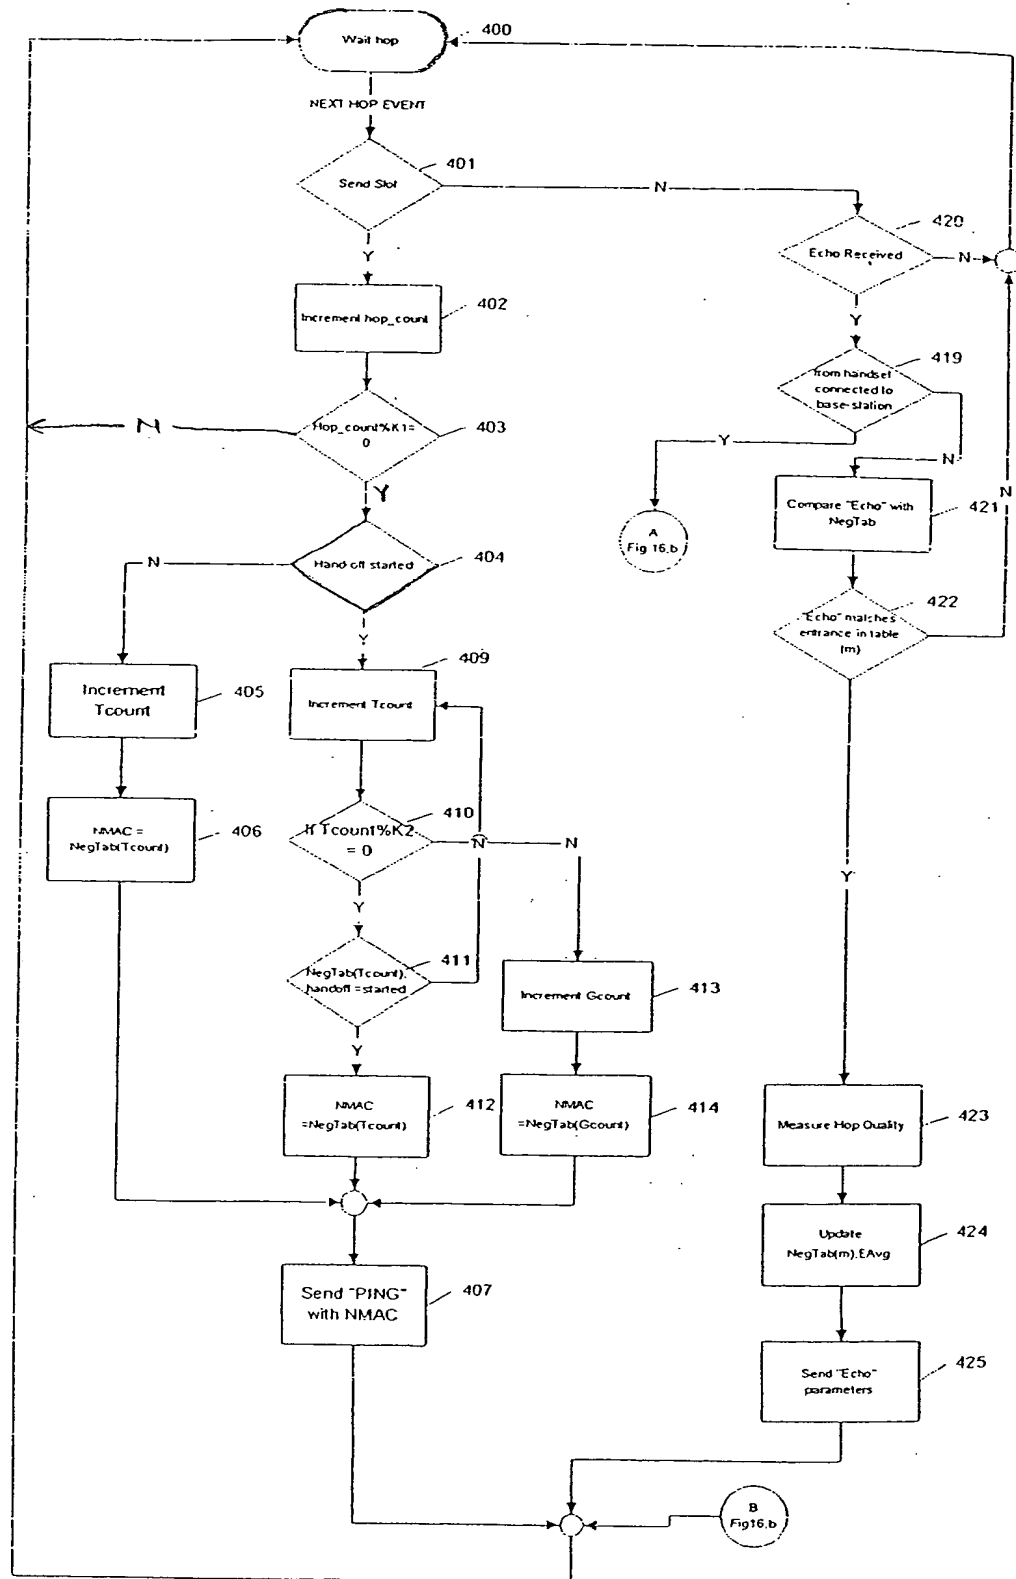 Wait hop
400
NEXT HOP EVENT
Send Slot
401
N
Y
Echo Received
420
N
Increment hop_count
402
Y
from handset
connected to
base-station
419
Hop_count%K1=
0
403
N
Y
Y
N
A
Fig 16,b
Compare "Echo" with
NegTab
421
N
Hand off started
404
N
Y
"Echo" matches
entrance in table
(m)
422
N
Increment
Tcount
405
Increment Tcount
409
NMAC =
NegTab(Tcount)
406
If Tcount%K2
= 0
410
N
N
Y
Y
NegTab(Tcount).
handoff=started
411
Y
Increment Gcount
413
NMAC
=NegTab(Tcount)
412
NMAC
=NegTab(Gcount)
414
Measure Hop Quality
423
Update
NegTab(m).EAvg
424
Send "PING"
with NMAC
407
Send "Echo"
parameters
425
B
Fig16,b